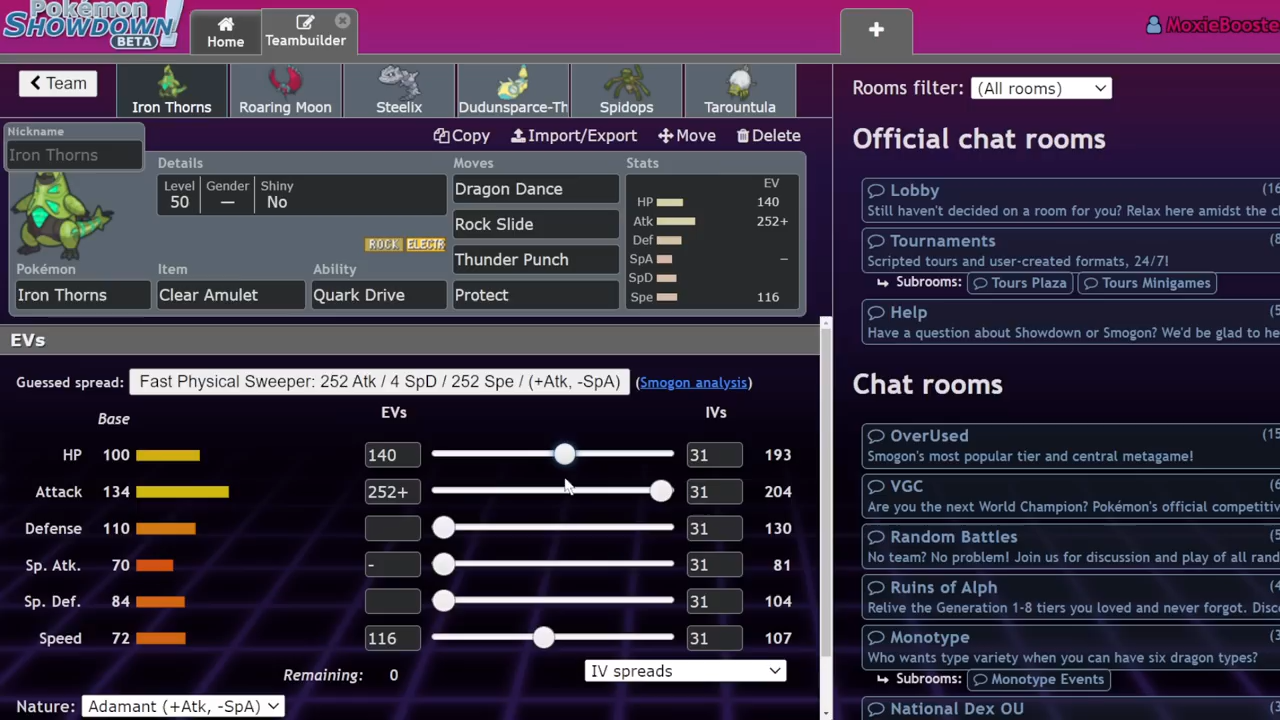 Pokémon
SHOWDOWN!
BETA
Home
Teambuilder
+
MoxieBooste
Team
Iron Thorns
Roaring Moon
Steelix
Dudunsparce-Th
Spidops
Tarountula
Rooms filter: (All rooms)
Nickname
Iron Thorns
Copy Import/Export Move Delete
Official chat rooms
Details
Moves
Stats
Level Gender Shiny
50 — No
Dragon Dance
Rock Slide
Thunder Punch
Protect
EV
HP 140
Atk 252+
Def
SpA –
SpD
Spe 116
ROCK ELECTR
Pokémon
Iron Thorns
Item
Clear Amulet
Ability
Quark Drive
Lobby (16
Still haven't decided on a room for you? Relax here amidst the c
Tournaments (8
Scripted tours and user-created formats, 24/7!
Subrooms: Tours Plaza Tours Minigames
Help (5
Have a question about Showdown or Smogon? We'd be glad to he
EVs
Guessed spread: Fast Physical Sweeper: 252 Atk / 4 SpD / 252 Spe / (+Atk, -SpA) (Smogon analysis)
Base EVs IVs
HP 100 140 31 193
Attack 134 252+ 31 204
Defense 110 31 130
Sp. Atk. 70 - 31 81
Sp. Def. 84 31 104
Speed 72 116 31 107
Remaining: 0 IV spreads
Nature: Adamant (+Atk, -SpA)
Chat rooms
OverUsed (15
Smogon's most popular tier and central metagame!
VGC (6
Are you the next World Champion? Pokémon's official competitiv
Random Battles (5
No team? No problem! Join us for discussion and play of all rand
Ruins of Alph (4
Relive the Generation 1-8 tiers you loved and never forgot. Disc
Monotype (3
Who wants type variety when you can have six dragon types?
Subrooms: Monotype Events
National Dex OU